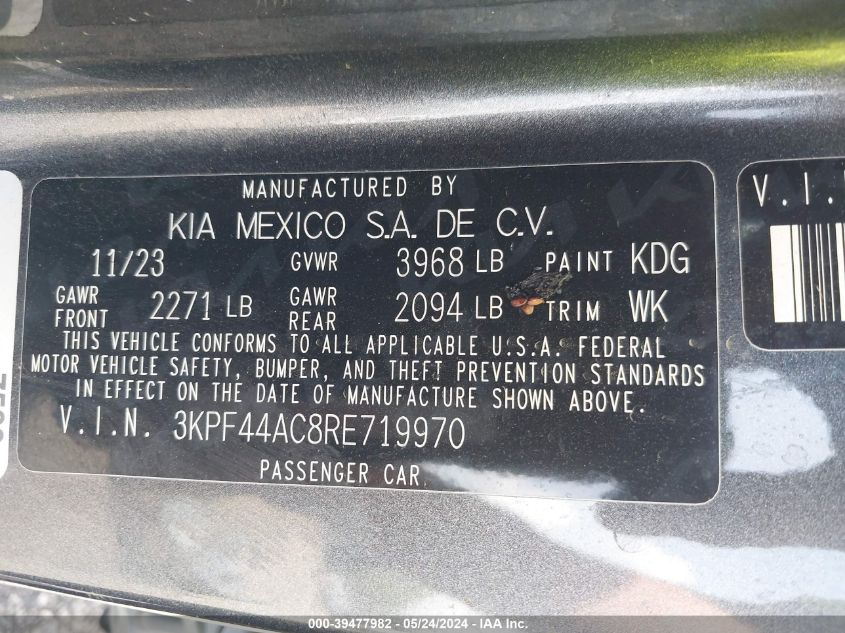 MANUFACTURED BY
KIA MEXICO S.A. DE C.V.
11/23 GVWR 3968 LB PAINT KDG
GAWR FRONT 2271 LB GAWR REAR 2094 LB TRIM WK
THIS VEHICLE CONFORMS TO ALL APPLICABLE U.S.A. FEDERAL
MOTOR VEHICLE SAFETY, BUMPER, AND THEFT PREVENTION STANDARDS
IN EFFECT ON THE DATE OF MANUFACTURE SHOWN ABOVE.
V.I.N. 3KPF44AC8RE719970
PASSENGER CAR
V.I.
000-39477982 - 05/24/2024 - IAA Inc.